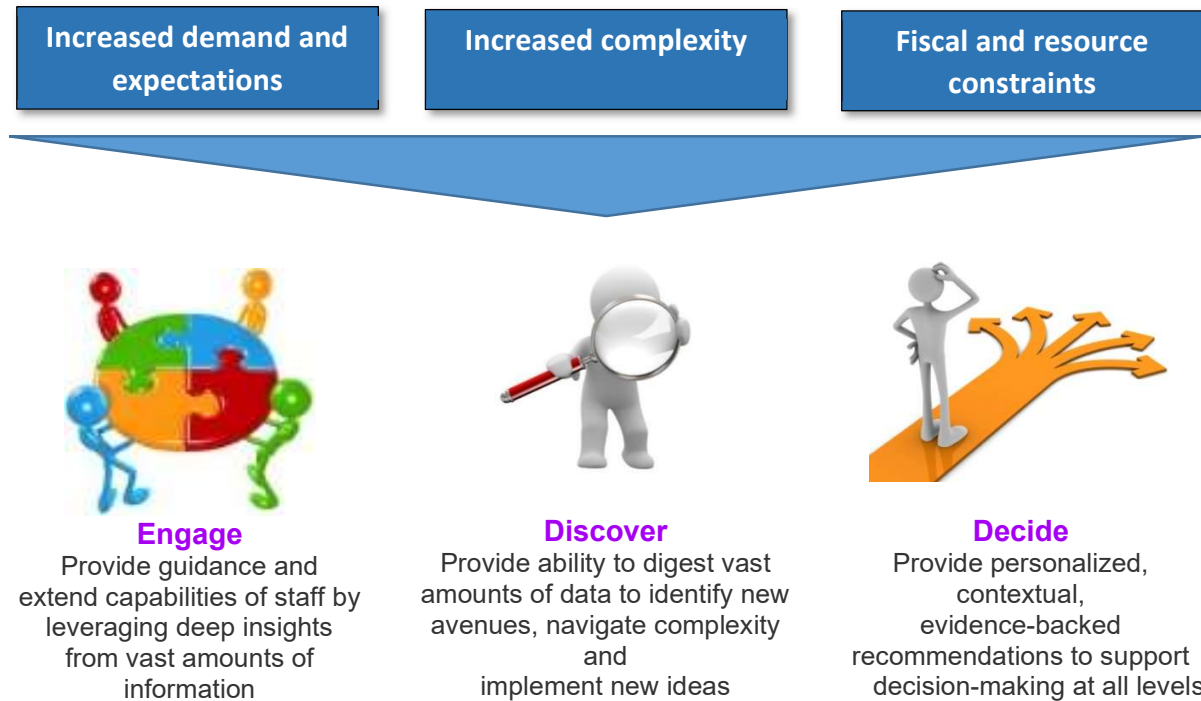 Increased demand and
expectations
Increased complexity
Fiscal and resource
constraints
Engage
Provide guidance and
extend capabilities of staff by
leveraging deep insights
from vast amounts of
information
Discover
Provide ability to digest vast
amounts of data to identify new
avenues, navigate complexity
and
implement new ideas
Decide
Provide personalized,
contextual,
evidence-backed
recommendations to support
decision-making at all levels